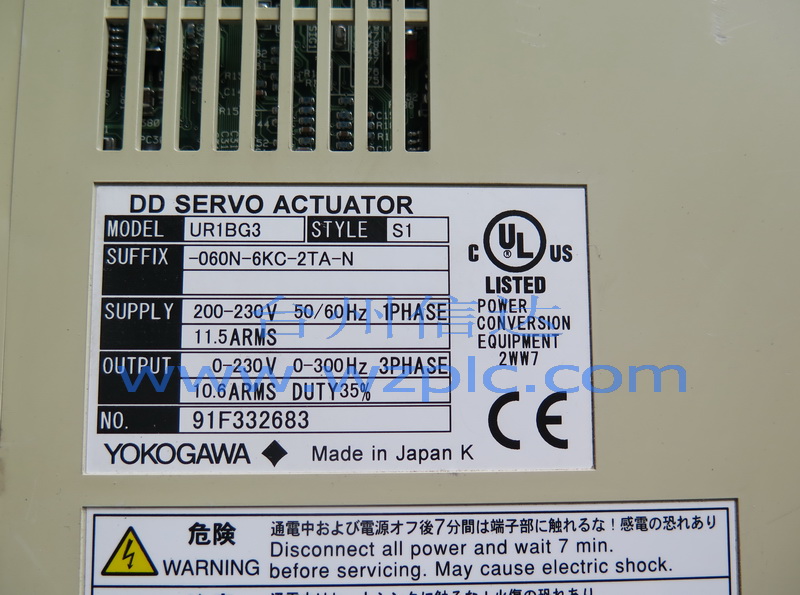 DD SERVO ACTUATOR
MODEL UR1BG3 STYLE S1
SUFFIX -060N-6KC-2TA-N
SUPPLY 200-230V 50/60Hz 1PHASE
11.5ARMS
OUTPUT 0-230V 0-300Hz 3PHASE
10.6ARMS DUTY35%
NO. 91F332683
YOKOGAWA Made in Japan K
C UL US
LISTED
POWER
CONVERSION
EQUIPMENT
2WW7
CE
台州信达
www.wzplc.com
危険 通電中および電源オフ後7分間は端子部に触れるな!感電の恐れあり
WARNING Disconnect all power and wait 7 min.
before servicing. May cause electric shock.